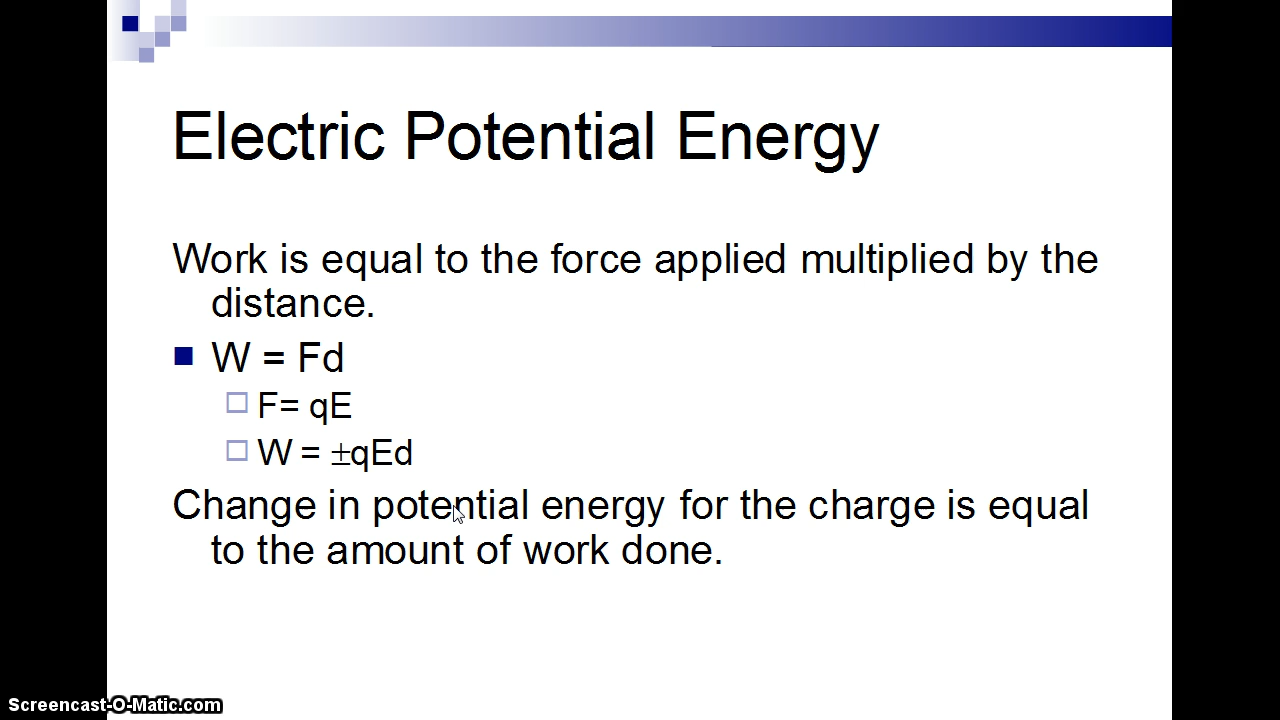 Electric Potential Energy
Work is equal to the force applied multiplied by the
distance.
W = Fd
F= qE
W = ±qEd
Change in potential energy for the charge is equal
to the amount of work done.
Screencast-O-Matic.com